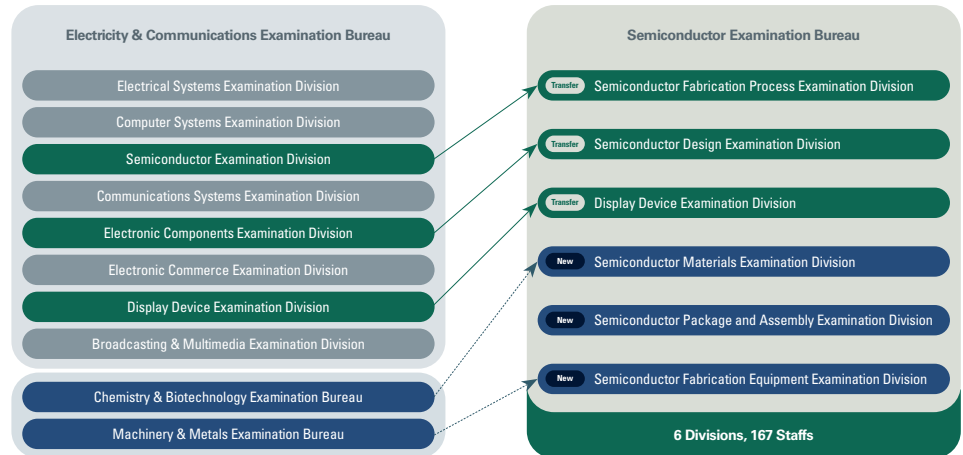 Electricity & Communications Examination Bureau
Electrical Systems Examination Division
Computer Systems Examination Division
Semiconductor Examination Division
Communications Systems Examination Division
Electronic Components Examination Division
Electronic Commerce Examination Division
Display Device Examination Division
Broadcasting & Multimedia Examination Division
Chemistry & Biotechnology Examination Bureau
Machinery & Metals Examination Bureau
Semiconductor Examination Bureau
Transfer Semiconductor Fabrication Process Examination Division
Transfer Semiconductor Design Examination Division
Transfer Display Device Examination Division
New Semiconductor Materials Examination Division
New Semiconductor Package and Assembly Examination Division
New Semiconductor Fabrication Equipment Examination Division
6 Divisions, 167 Staffs